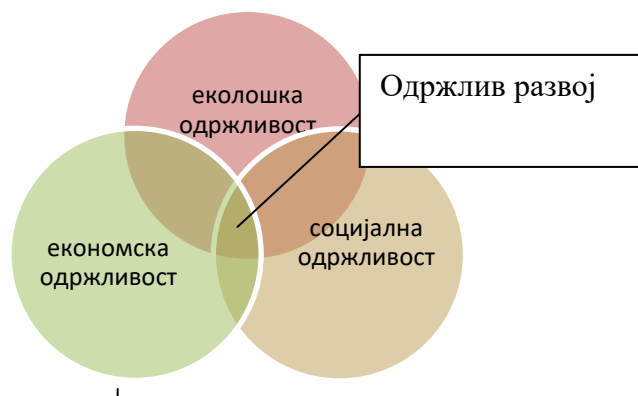 Одржлив развој
еколошка
одржливост
економска
одржливост
социјална
одржливост